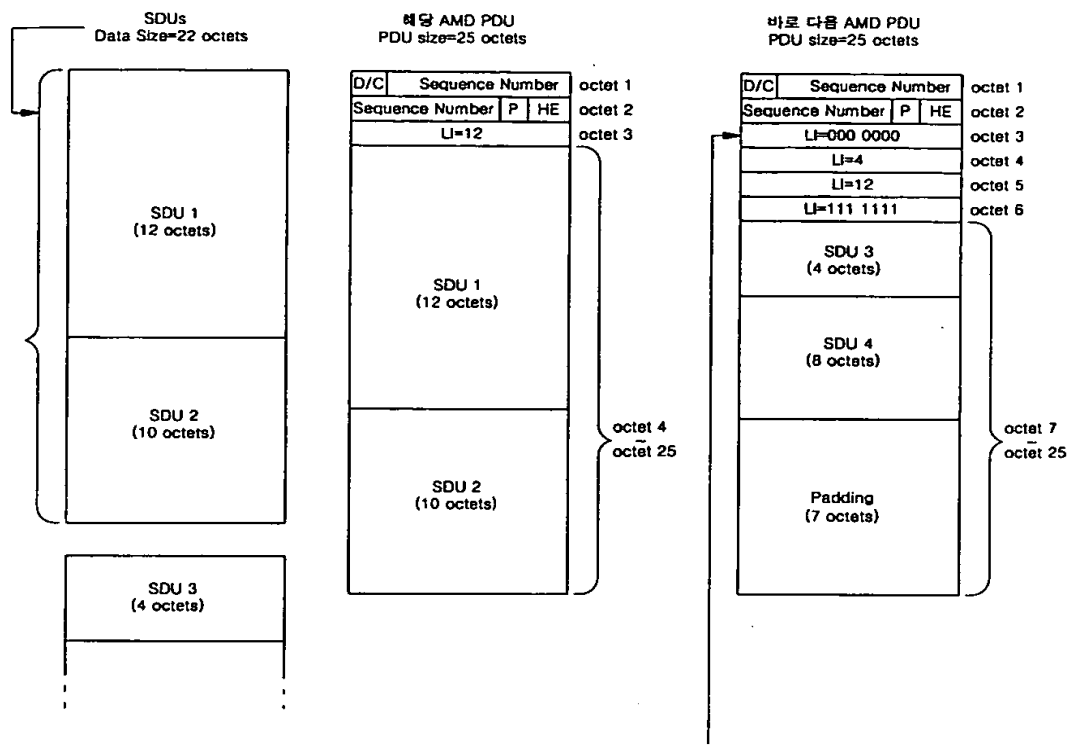 SDUs
Data Size=22 octets
SDU 1
(12 octets)
SDU 2
(10 octets)
SDU 3
(4 octets)
해당 AMD PDU
PDU size=25 octets
D/C Sequence Number octet 1
Sequence Number P HE octet 2
LI=12 octet 3
SDU 1
(12 octets)
SDU 2
(10 octets)
octet 4
~
octet 25
바로 다음 AMD PDU
PDU size=25 octets
D/C Sequence Number octet 1
Sequence Number P HE octet 2
LI=000 0000 octet 3
LI=4 octet 4
LI=12 octet 5
LI=111 1111 octet 6
SDU 3
(4 octets)
SDU 4
(8 octets)
Padding
(7 octets)
octet 7
~
octet 25